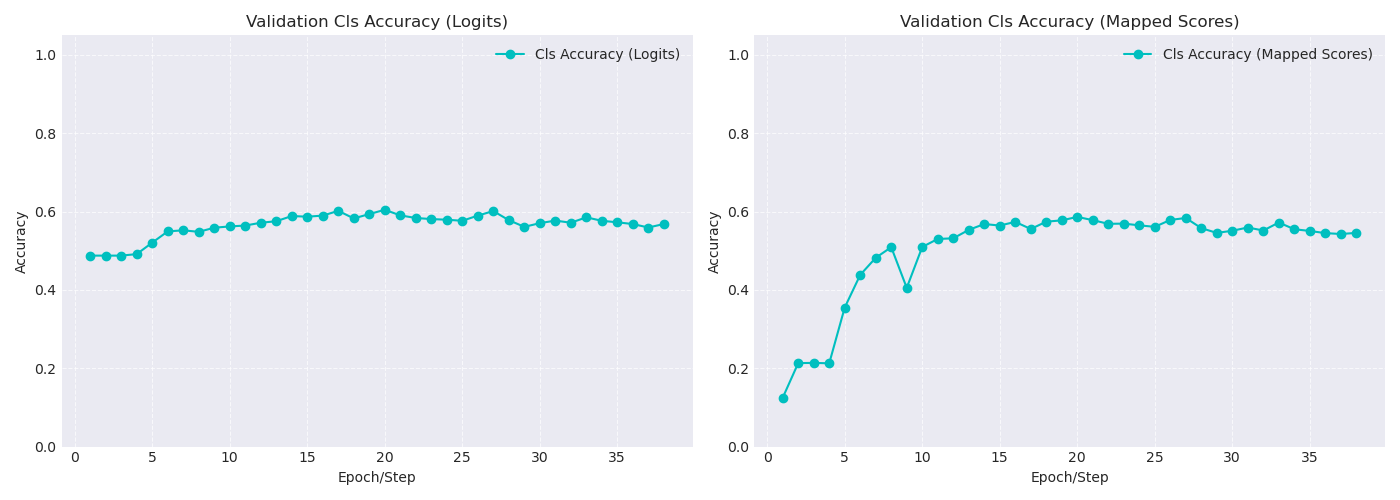 Validation Cls Accuracy (Logits)
Cls Accuracy (Logits)
1.0
0.8
0.6
0.4
0.2
0.0
Accuracy
0 5 10 15 20 25 30 35
Epoch/Step
Validation Cls Accuracy (Mapped Scores)
Cls Accuracy (Mapped Scores)
1.0
0.8
0.6
0.4
0.2
0.0
Accuracy
0 5 10 15 20 25 30 35
Epoch/Step